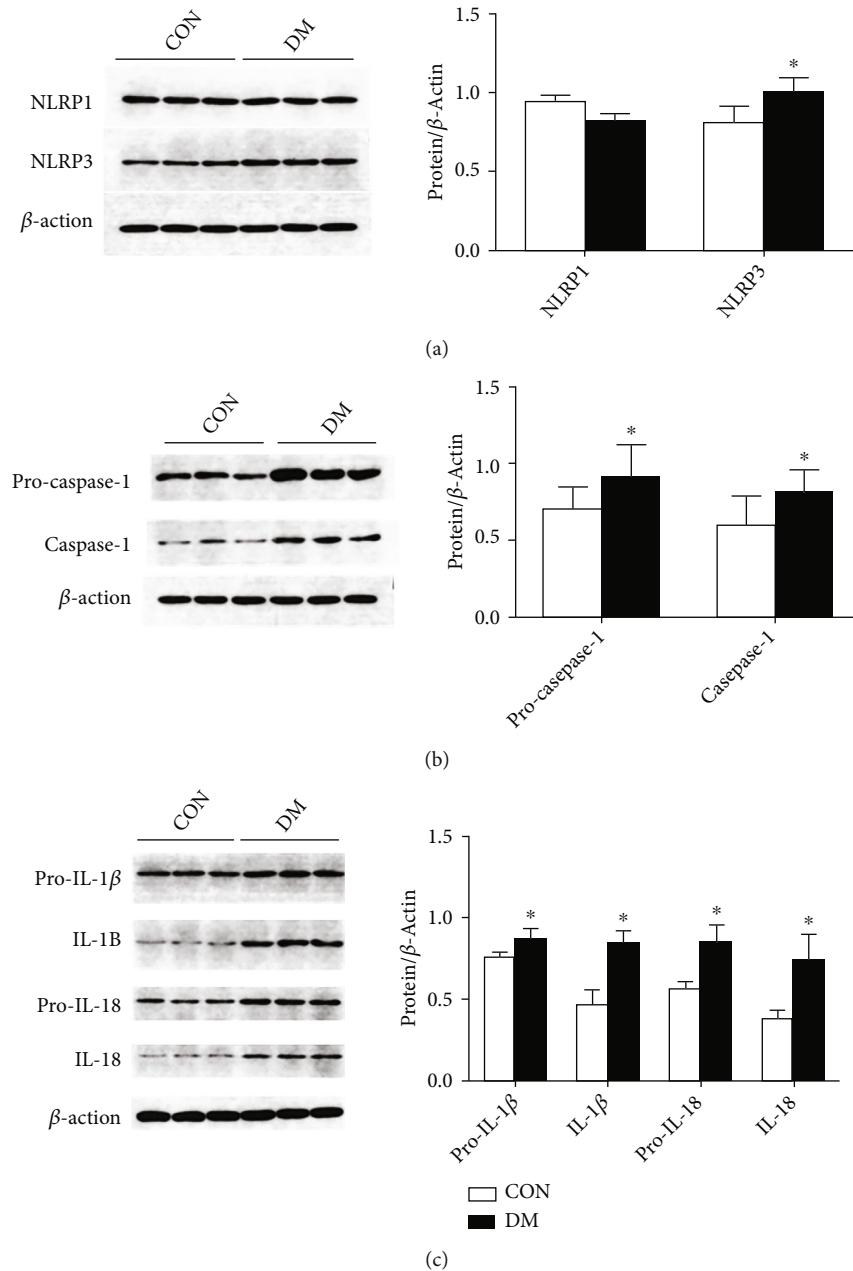 CON DM
NLRP1
NLRP3
β-action
Protein/β-Actin
1.5
1.0
0.5
0.0
*
NLRP1 NLRP3
(a)
CON DM
Pro-caspase-1
Caspase-1
β-action
Protein/β-Actin
1.5
1.0
0.5
0.0
* *
Pro-casepase-1 Casepase-1
(b)
CON DM
Pro-IL-1β
IL-1B
Pro-IL-18
IL-18
β-action
Protein/β-Actin
1.5
1.0
0.5
0.0
* * * *
Pro-IL-1β IL-1β Pro-IL-18 IL-18
CON
DM
(c)